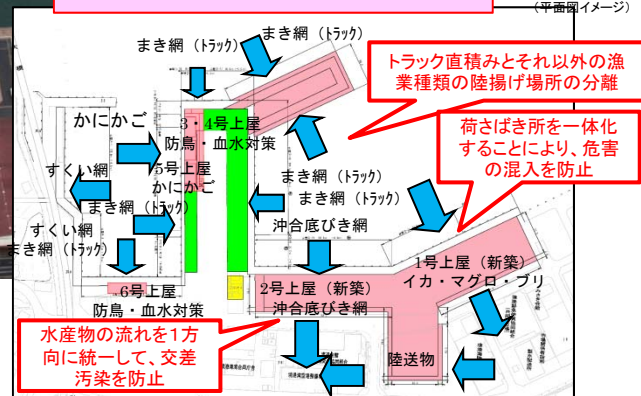 (平面図イメージ)
まき網 (トラック)
まき網（トラック）
トラック直積みとそれ以外の漁
業種類の陸揚げ場所の分離
かにかご
3・4号上屋
防鳥・血水対策
荷さばき所を一体化
することにより、危害
の混入を防止
すくい網
5号上屋
かにかご
まき網（トラック）
まき網（トラック）
まき網（トラック）
すくい網
まき網（トラック）
沖合底びき網
1号上屋（新築）
イカ・マグロ・ブリ
6号上屋
防鳥・血水対策
2号上屋（新築）
沖合底びき網
水産物の流れを1方
向に統一して、交差
汚染を防止
陸送物